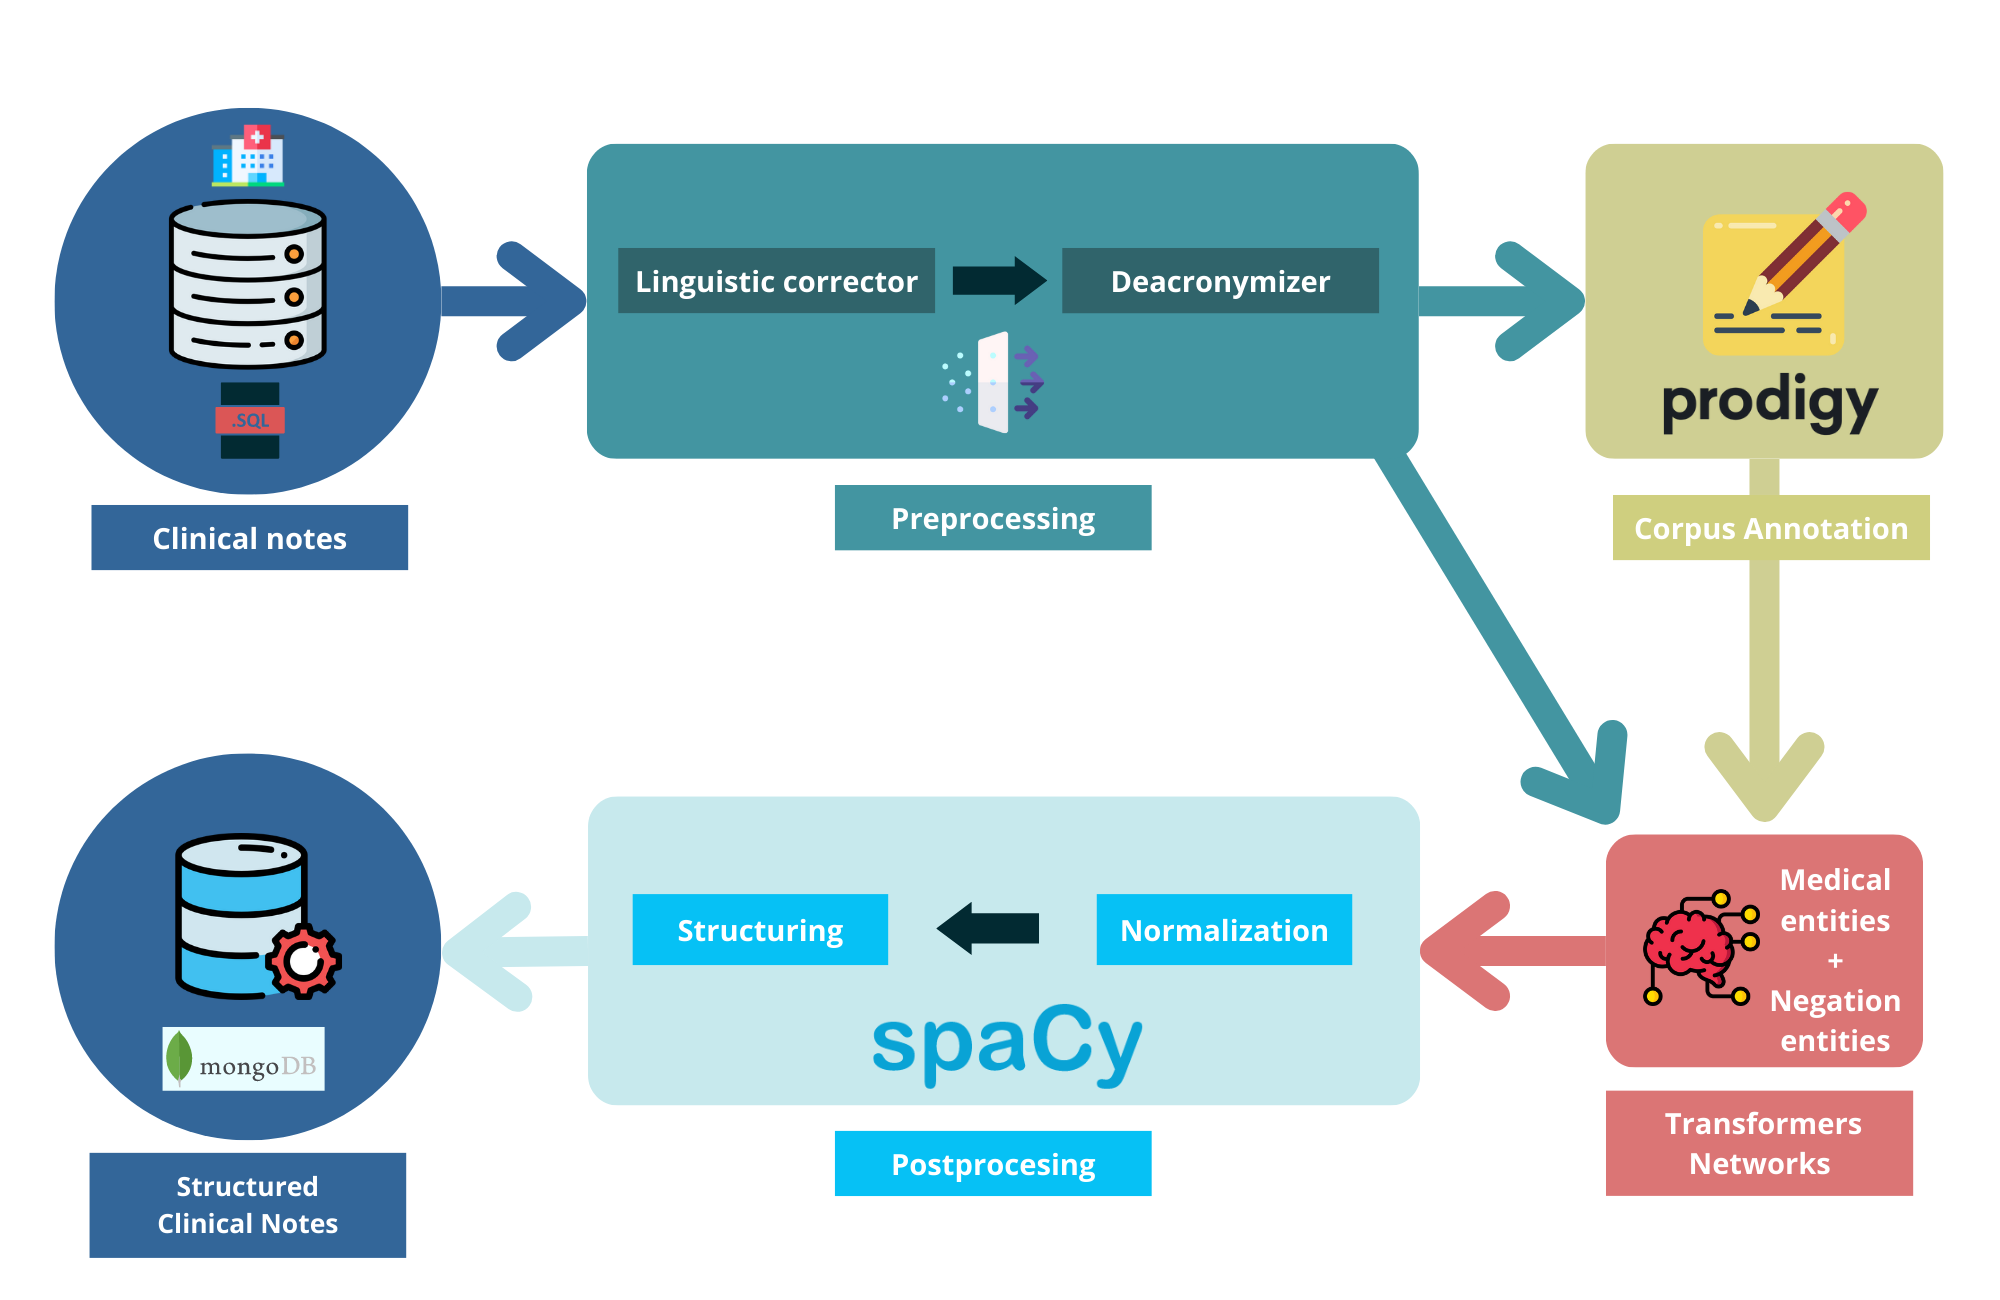 .SQL
Clinical notes
Linguistic corrector
Deacronymizer
Preprocessing
prodigy
Corpus Annotation
Medical
entities
+
Negation
entities
Transformers
Networks
Normalization
Structuring
spaCy
Postprocesing
mongoDB
Structured
Clinical Notes